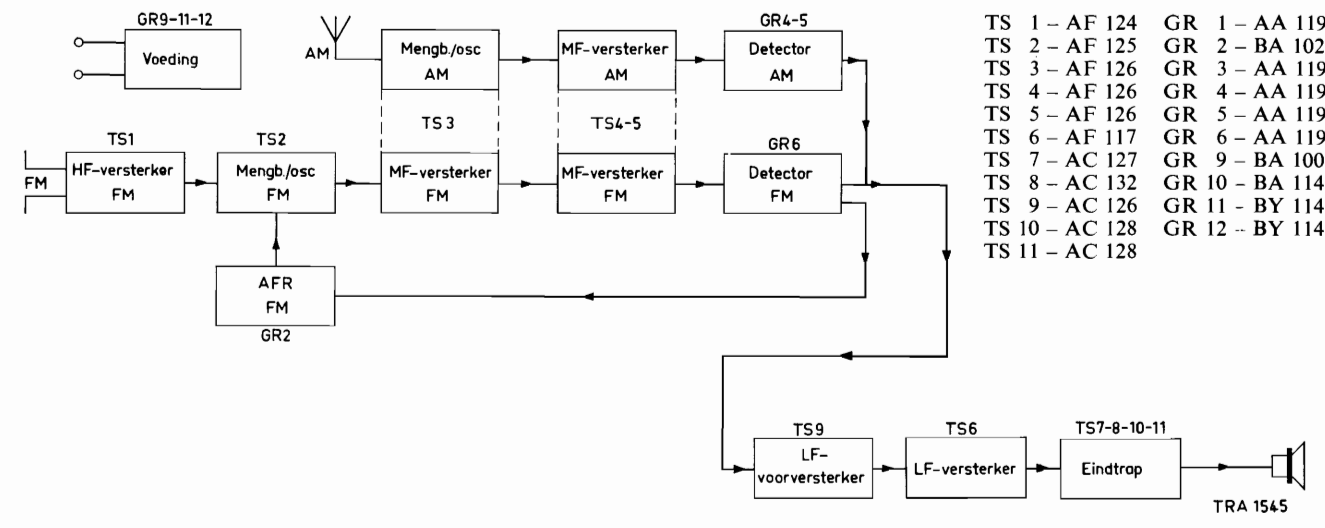 GR9-11-12
Voeding
AM
Mengb./osc
AM
MF-versterker
AM
GR4-5
Detector
AM
TS3
TS4-5
TS1
FM
HF-versterker
FM
TS2
Mengb./osc
FM
MF-versterker
FM
MF-versterker
FM
GR6
Detector
FM
AFR
FM
GR2
TS9
LF-
voorversterker
TS6
LF-versterker
TS7-8-10-11
Eindtrap
TRA 1545
TS 1 – AF 124 GR 1 – AA 119
TS 2 – AF 125 GR 2 – BA 102
TS 3 – AF 126 GR 3 – AA 119
TS 4 – AF 126 GR 4 – AA 119
TS 5 – AF 126 GR 5 – AA 119
TS 6 – AF 117 GR 6 – AA 119
TS 7 – AC 127 GR 9 – BA 100
TS 8 – AC 132 GR 10 – BA 114
TS 9 – AC 126 GR 11 - BY 114
TS 10 – AC 128 GR 12 – BY 114
TS 11 – AC 128